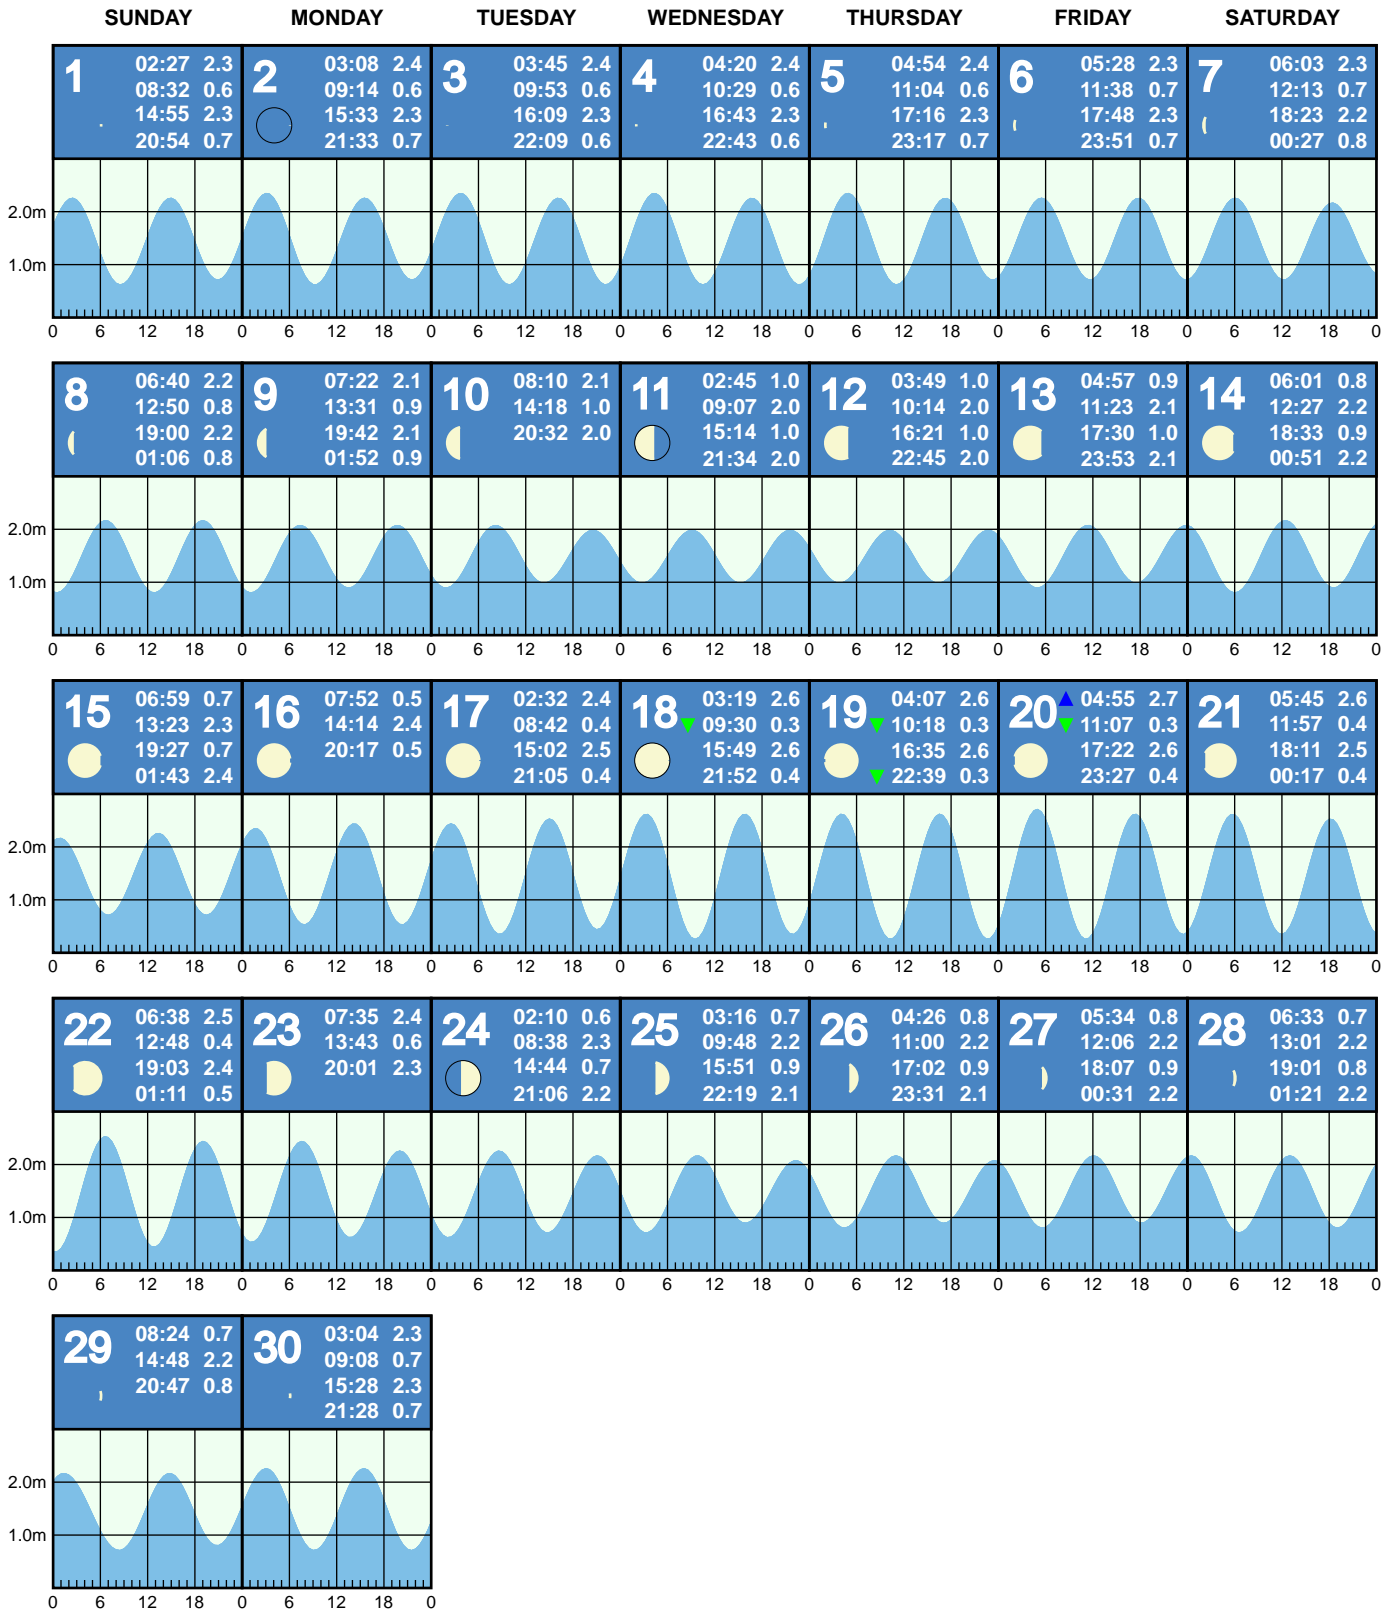 SUNDAY MONDAY TUESDAY WEDNESDAY THURSDAY FRIDAY SATURDAY
1 02:27 2.3
08:32 0.6
14:55 2.3
20:54 0.7
2 03:08 2.4
09:14 0.6
15:33 2.3
21:33 0.7
3 03:45 2.4
09:53 0.6
16:09 2.3
22:09 0.6
4 04:20 2.4
10:29 0.6
16:43 2.3
22:43 0.6
5 04:54 2.4
11:04 0.6
17:16 2.3
23:17 0.7
6 05:28 2.3
11:38 0.7
17:48 2.3
23:51 0.7
7 06:03 2.3
12:13 0.7
18:23 2.2
00:27 0.8
2.0m
1.0m
0 6 12 18 0 6 12 18 0 6 12 18 0 6 12 18 0 6 12 18 0 6 12 18 0 6 12 18 0
8 06:40 2.2
12:50 0.8
19:00 2.2
01:06 0.8
9 07:22 2.1
13:31 0.9
19:42 2.1
01:52 0.9
10 08:10 2.1
14:18 1.0
20:32 2.0
11 02:45 1.0
09:07 2.0
15:14 1.0
21:34 2.0
12 03:49 1.0
10:14 2.0
16:21 1.0
22:45 2.0
13 04:57 0.9
11:23 2.1
17:30 1.0
23:53 2.1
14 06:01 0.8
12:27 2.2
18:33 0.9
00:51 2.2
2.0m
1.0m
0 6 12 18 0 6 12 18 0 6 12 18 0 6 12 18 0 6 12 18 0 6 12 18 0 6 12 18 0
15 06:59 0.7
13:23 2.3
19:27 0.7
01:43 2.4
16 07:52 0.5
14:14 2.4
20:17 0.5
17 02:32 2.4
08:42 0.4
15:02 2.5
21:05 0.4
18 03:19 2.6
09:30 0.3
15:49 2.6
21:52 0.4
19 04:07 2.6
10:18 0.3
16:35 2.6
22:39 0.3
20 04:55 2.7
11:07 0.3
17:22 2.6
23:27 0.4
21 05:45 2.6
11:57 0.4
18:11 2.5
00:17 0.4
2.0m
1.0m
0 6 12 18 0 6 12 18 0 6 12 18 0 6 12 18 0 6 12 18 0 6 12 18 0 6 12 18 0
22 06:38 2.5
12:48 0.4
19:03 2.4
01:11 0.5
23 07:35 2.4
13:43 0.6
20:01 2.3
24 02:10 0.6
08:38 2.3
14:44 0.7
21:06 2.2
25 03:16 0.7
09:48 2.2
15:51 0.9
22:19 2.1
26 04:26 0.8
11:00 2.2
17:02 0.9
23:31 2.1
27 05:34 0.8
12:06 2.2
18:07 0.9
00:31 2.2
28 06:33 0.7
13:01 2.2
19:01 0.8
01:21 2.2
2.0m
1.0m
0 6 12 18 0 6 12 18 0 6 12 18 0 6 12 18 0 6 12 18 0 6 12 18 0 6 12 18 0
29 08:24 0.7
14:48 2.2
20:47 0.8
30 03:04 2.3
09:08 0.7
15:28 2.3
21:28 0.7
2.0m
1.0m
0 6 12 18 0 6 12 18 0